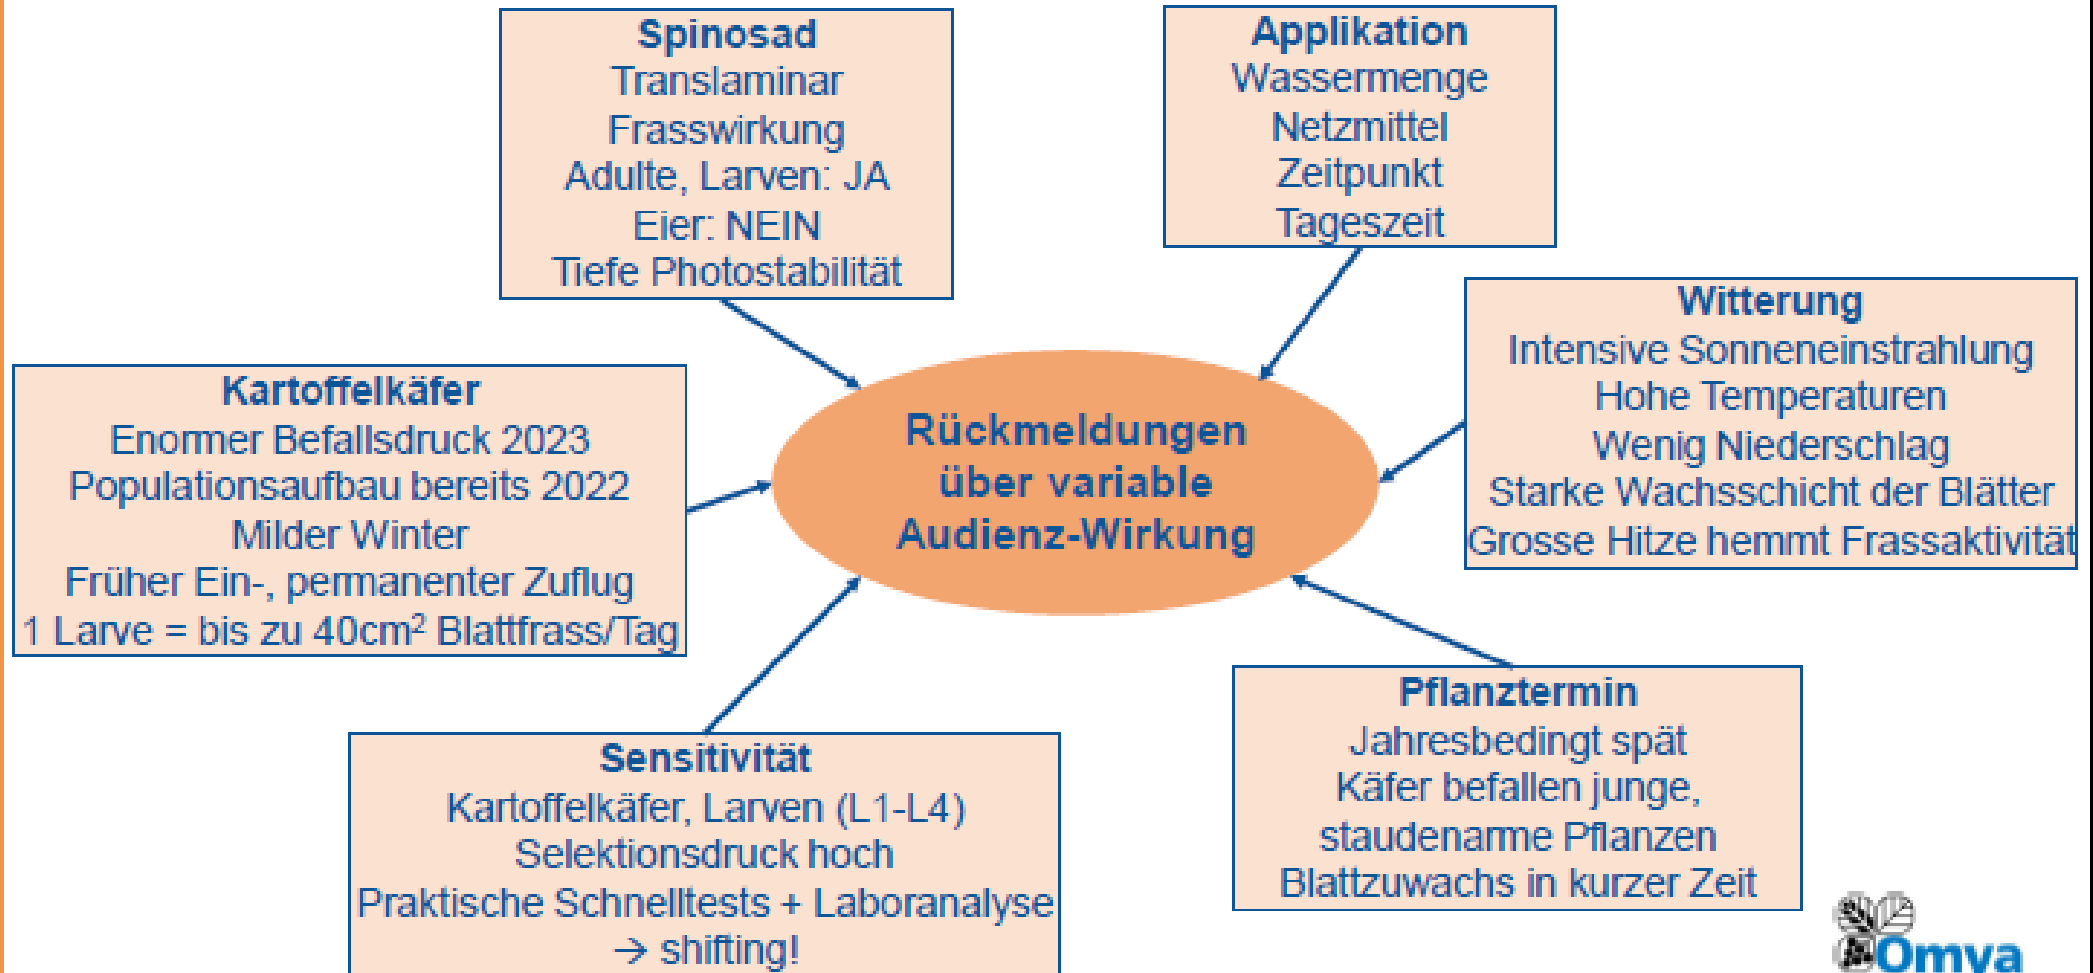 Spinosad
Translaminar
Frasswirkung
Adulte, Larven: JA
Eier: NEIN
Tiefe Photostabilität
Applikation
Wassermenge
Netzmittel
Zeitpunkt
Tageszeit
Witterung
Intensive Sonneneinstrahlung
Hohe Temperaturen
Wenig Niederschlag
Starke Wachsschicht der Blätter
Grosse Hitze hemmt Frassaktivität
Kartoffelkäfer
Enormer Befallsdruck 2023
Populationsaufbau bereits 2022
Milder Winter
Früher Ein-, permanenter Zuflug
1 Larve = bis zu 40cm² Blattfrass/Tag
Rückmeldungen
über variable
Audienz-Wirkung
Sensitivität
Kartoffelkäfer, Larven (L1-L4)
Selektionsdruck hoch
Praktische Schnelltests + Laboranalyse
→ shifting!
Pflanztermin
Jahresbedingt spät
Käfer befallen junge,
staudenarme Pflanzen
Blattzuwachs in kurzer Zeit
Omya